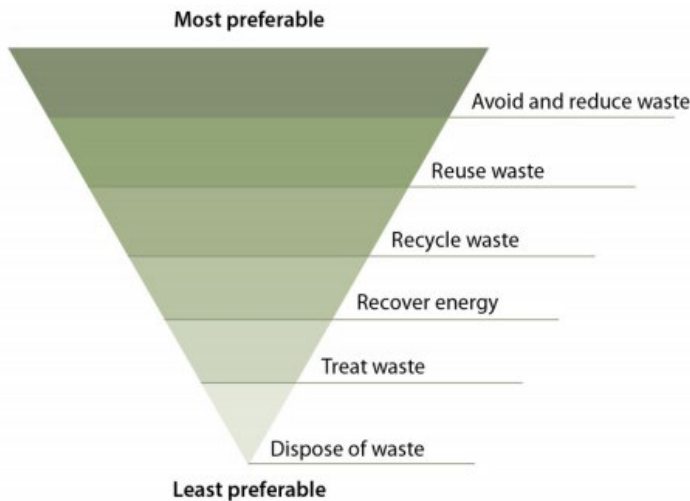 Most preferable
Avoid and reduce waste
Reuse waste
Recycle waste
Recover energy
Treat waste
Dispose of waste
Least preferable